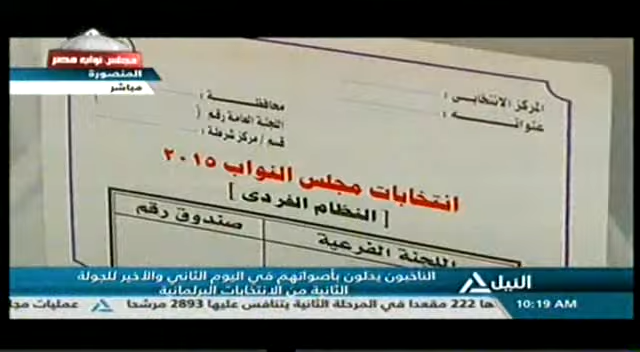 مجلس نواب مصر
المنصورة
مباشر
المركز الانتخابى :
عنوانه :
محافظة :
اللجنة العامة رقم (
قسم / مركز شرطة :
انتخابات مجلس النواب ٢٠١٥
[ النظام الفردى ]
اللجنة الفرعية
صندوق رقم
الناخبون يدلون بأصواتهم في اليوم الثاني والأخير للجولة
الثانية من الانتخابات البرلمانية
النيل
10:19 AM
ها 222 مقعدا في المرحلة الثانية يتنافس عليها 2893 مرشحا
عمليات